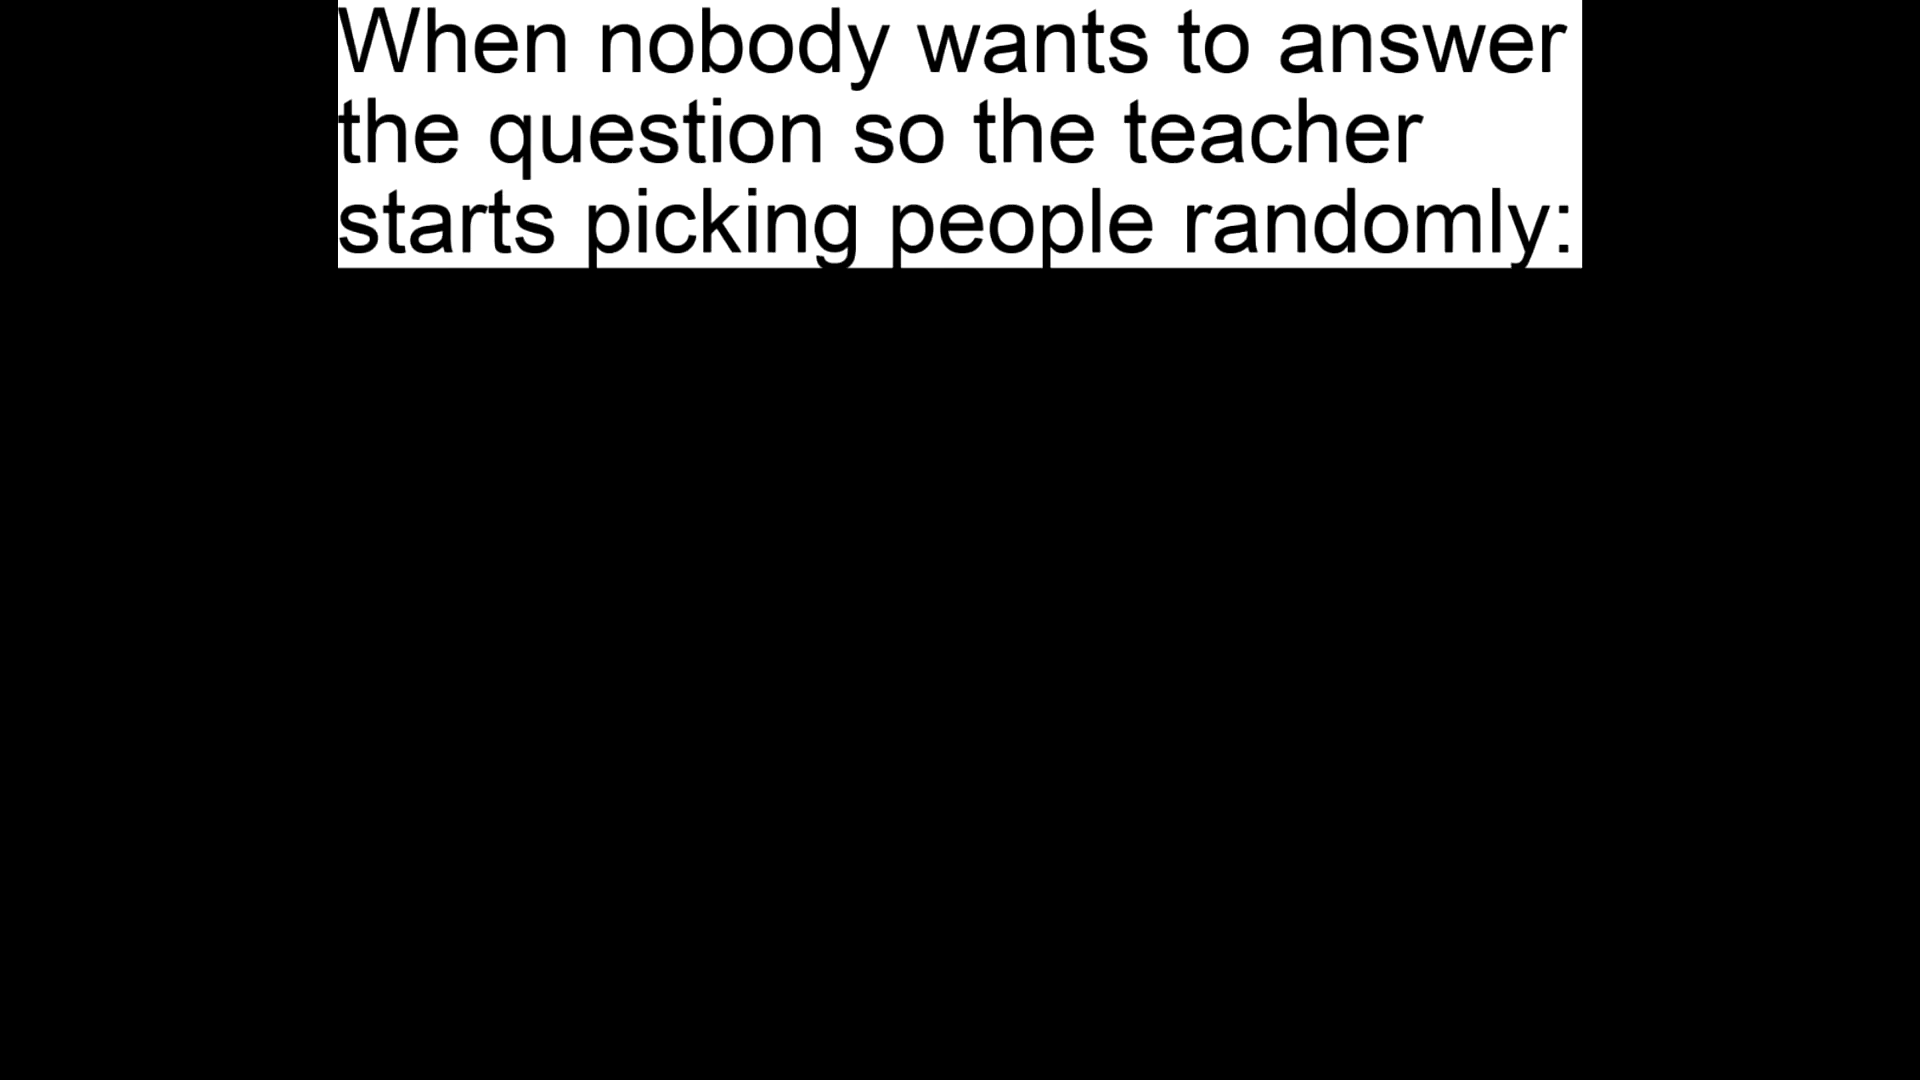 When nobody wants to answer
the question so the teacher
starts picking people randomly: